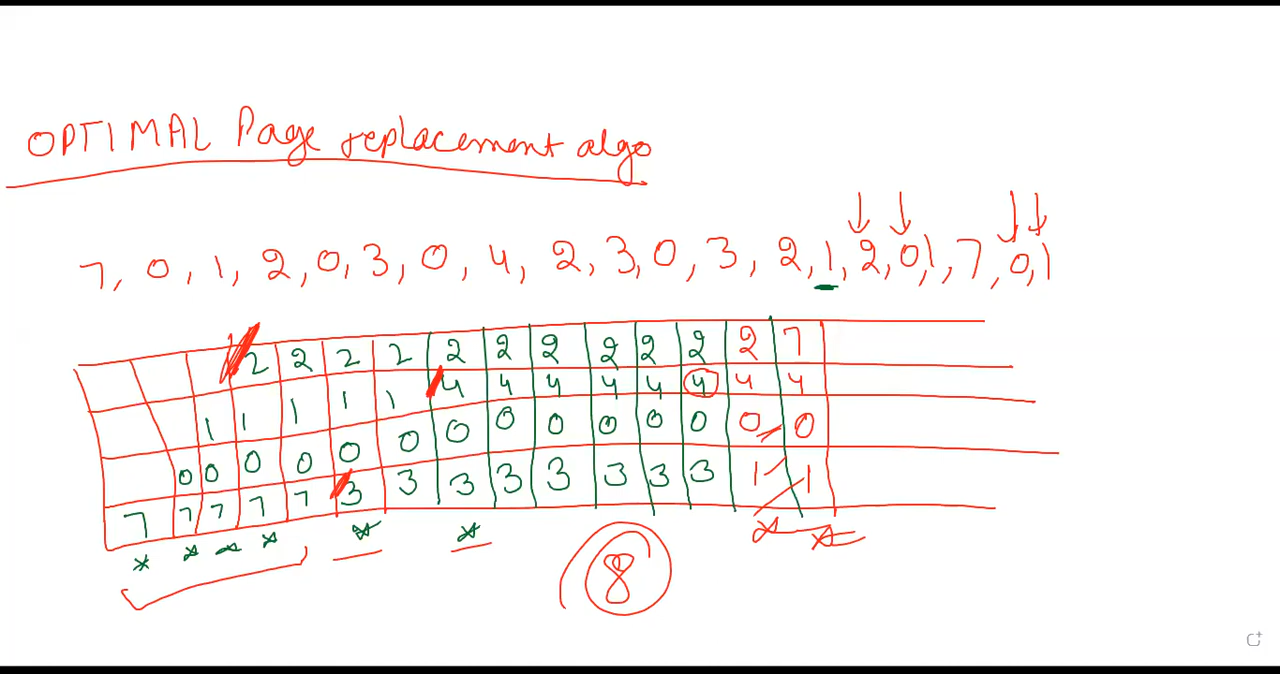 OPTIMAL Page replacement algo
7, 0, 1, 2, 0, 3, 0, 4, 2, 3, 0, 3, 2, 1, 2, 0, 1, 7, 0, 1
2 2 2 2 2 2 2 2 2 2 2 7
1 1 1 1 1 4 4 4 4 4 4 4 4
0 0 0 0 0 0 0 0 0 0 0 0 0 0
7 7 7 7 7 3 3 3 3 3 3 3 3 1 1
* * * * * * * *
8